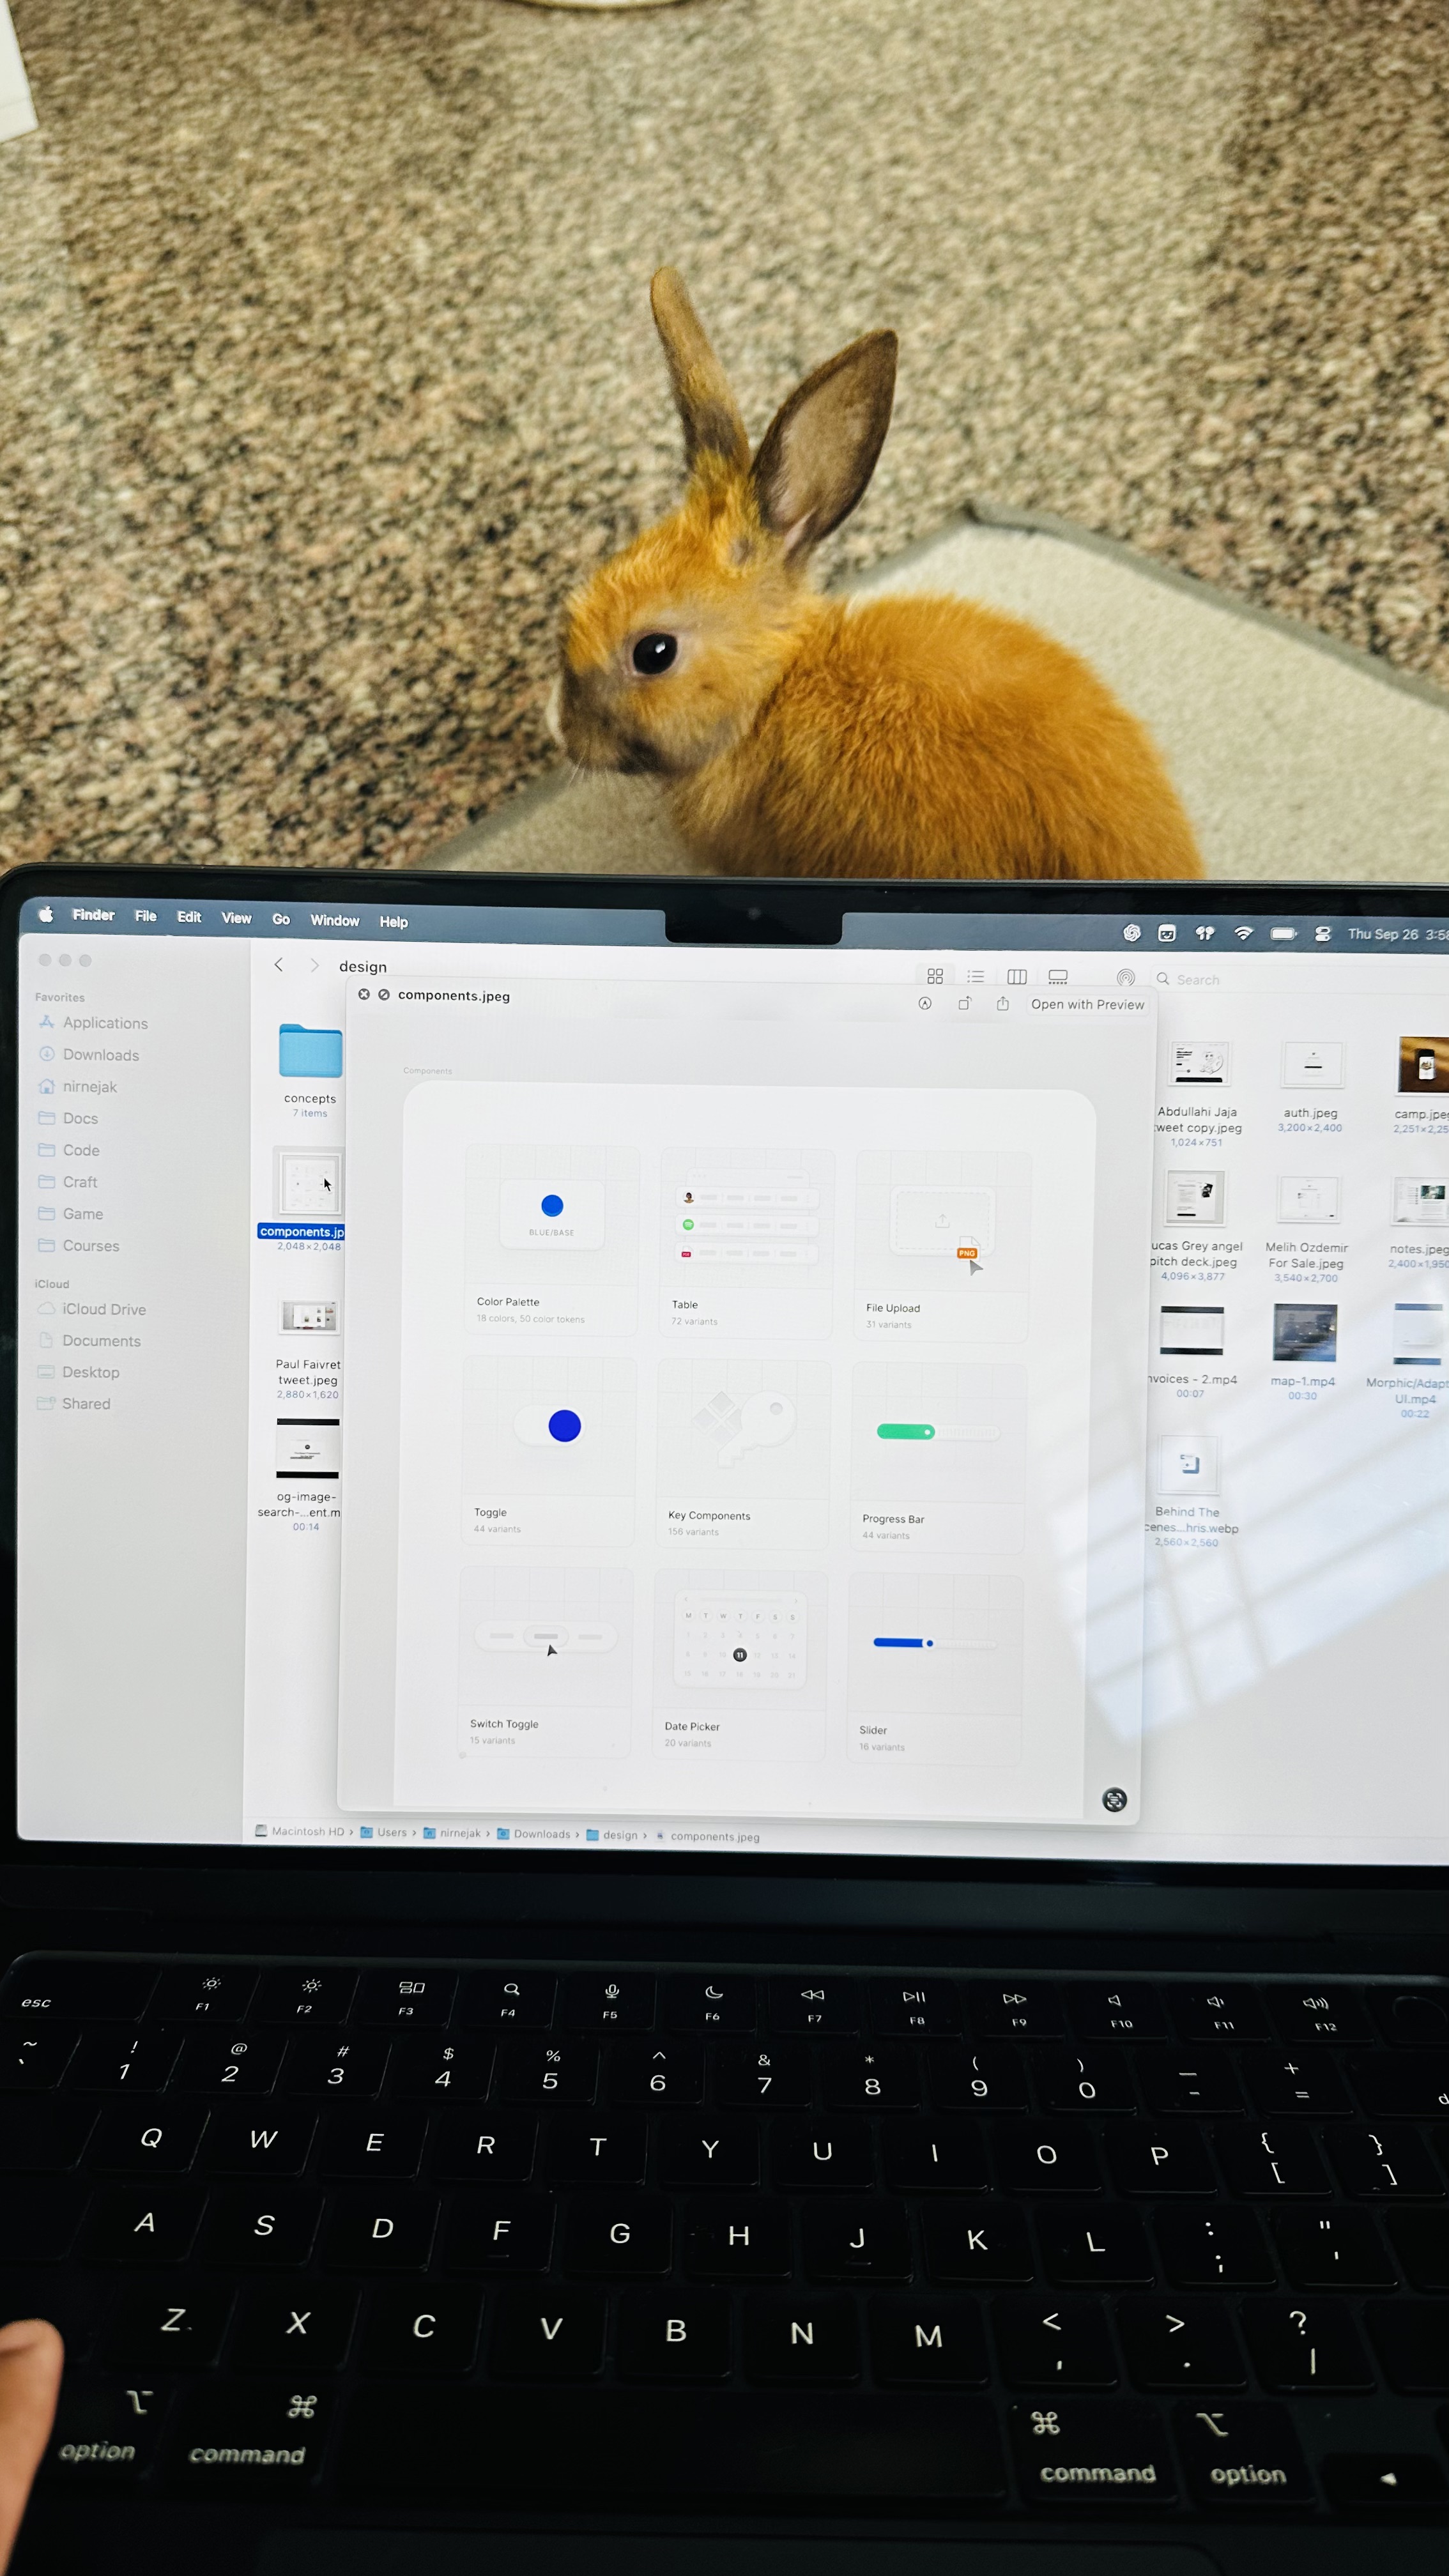 Finder File Edit View Go Window Help
Thu Sep 26 3:58
design
Search
components.jpeg
Open with Preview
Favorites
Applications
Downloads
nirnejak
Docs
Code
Craft
Game
Courses
iCloud
iCloud Drive
Documents
Desktop
Shared
concepts
7 items
components.jp
2,048×2,048
Paul Faivret
tweet.jpeg
2,880×1,620
og-image-
search-...ent.m
00:14
Components
BLUE/BASE
Color Palette
18 colors, 50 color tokens
Table
72 variants
PNG
File Upload
31 variants
Toggle
44 variants
Key Components
156 variants
Progress Bar
44 variants
Switch Toggle
15 variants
M T W T F S S
11
Date Picker
20 variants
Slider
16 variants
Abdullahi Jaja
weet copy.jpeg
1,024×751
auth.jpeg
3,200×2,400
camp.jpe
2,251×2,25
ucas Grey angel
pitch deck.jpeg
4,096×3,877
Melih Ozdemir
For Sale.jpeg
3,540×2,700
notes.jpeg
2,400×1,950
nvoices - 2.mp4
00:07
map-1.mp4
00:30
Morphic/Adapt
UI.mp4
00:22
Behind The
cenes...hris.webp
2,560×2,560
Macintosh HD › Users › nirnejak › Downloads › design › components.jpeg
esc F1 F2 F3 F4 F5 F6 F7 F8 F9 F10 F11 F12
~ ! @ # $ % ^ & * ( ) — +
` 1 2 3 4 5 6 7 8 9 0 - =
Q W E R T Y U I O P { }
[ ]
A S D F G H J K L : "
; '
Z X C V B N M < > ?
, . |
⌥ ⌘ ⌘ ⌥
option command command option